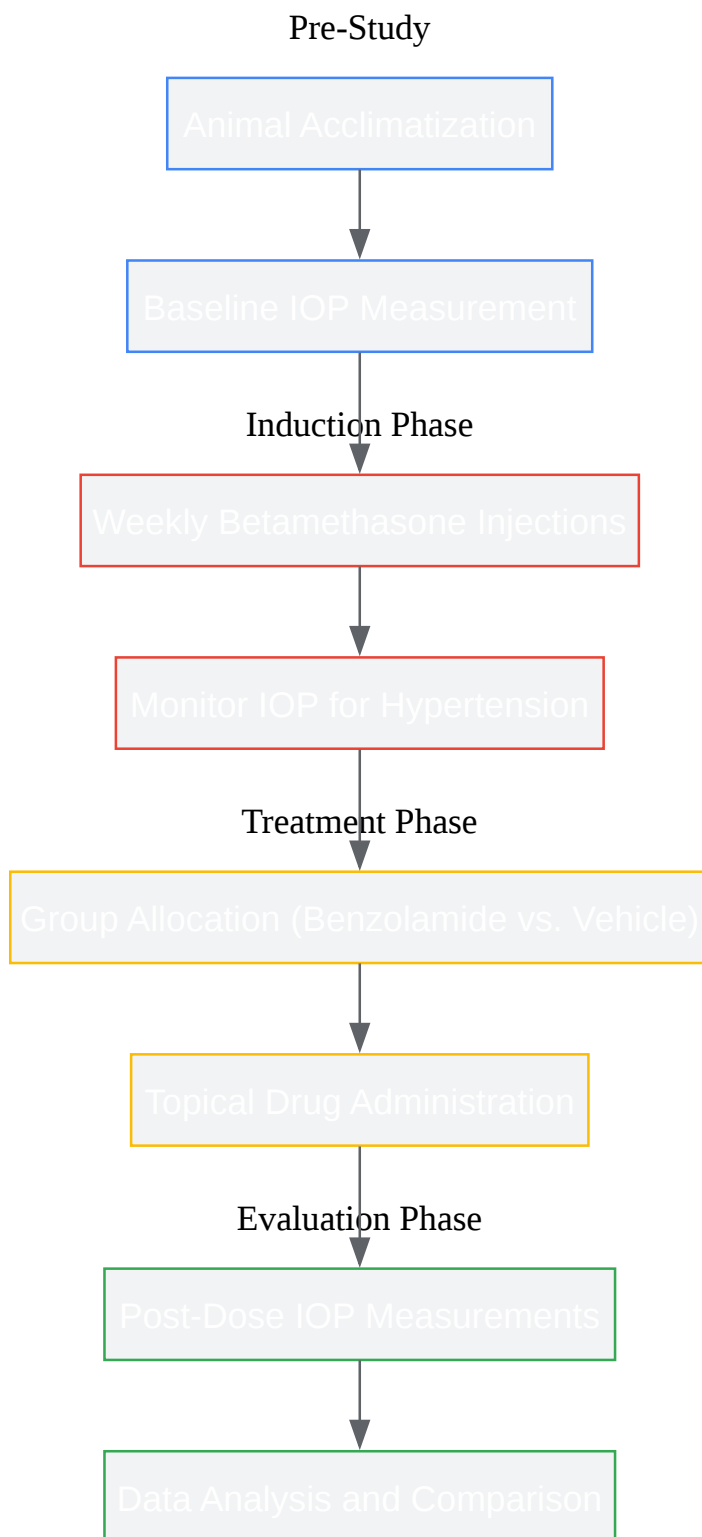 Pre-Study
Animal Acclimatization
Baseline IOP Measurement
Induction Phase
Weekly Betamethasone Injections
Monitor IOP for Hypertension
Treatment Phase
Group Allocation (Benzolamide vs. Vehicle)
Topical Drug Administration
Evaluation Phase
Post-Dose IOP Measurements
Data Analysis and Comparison